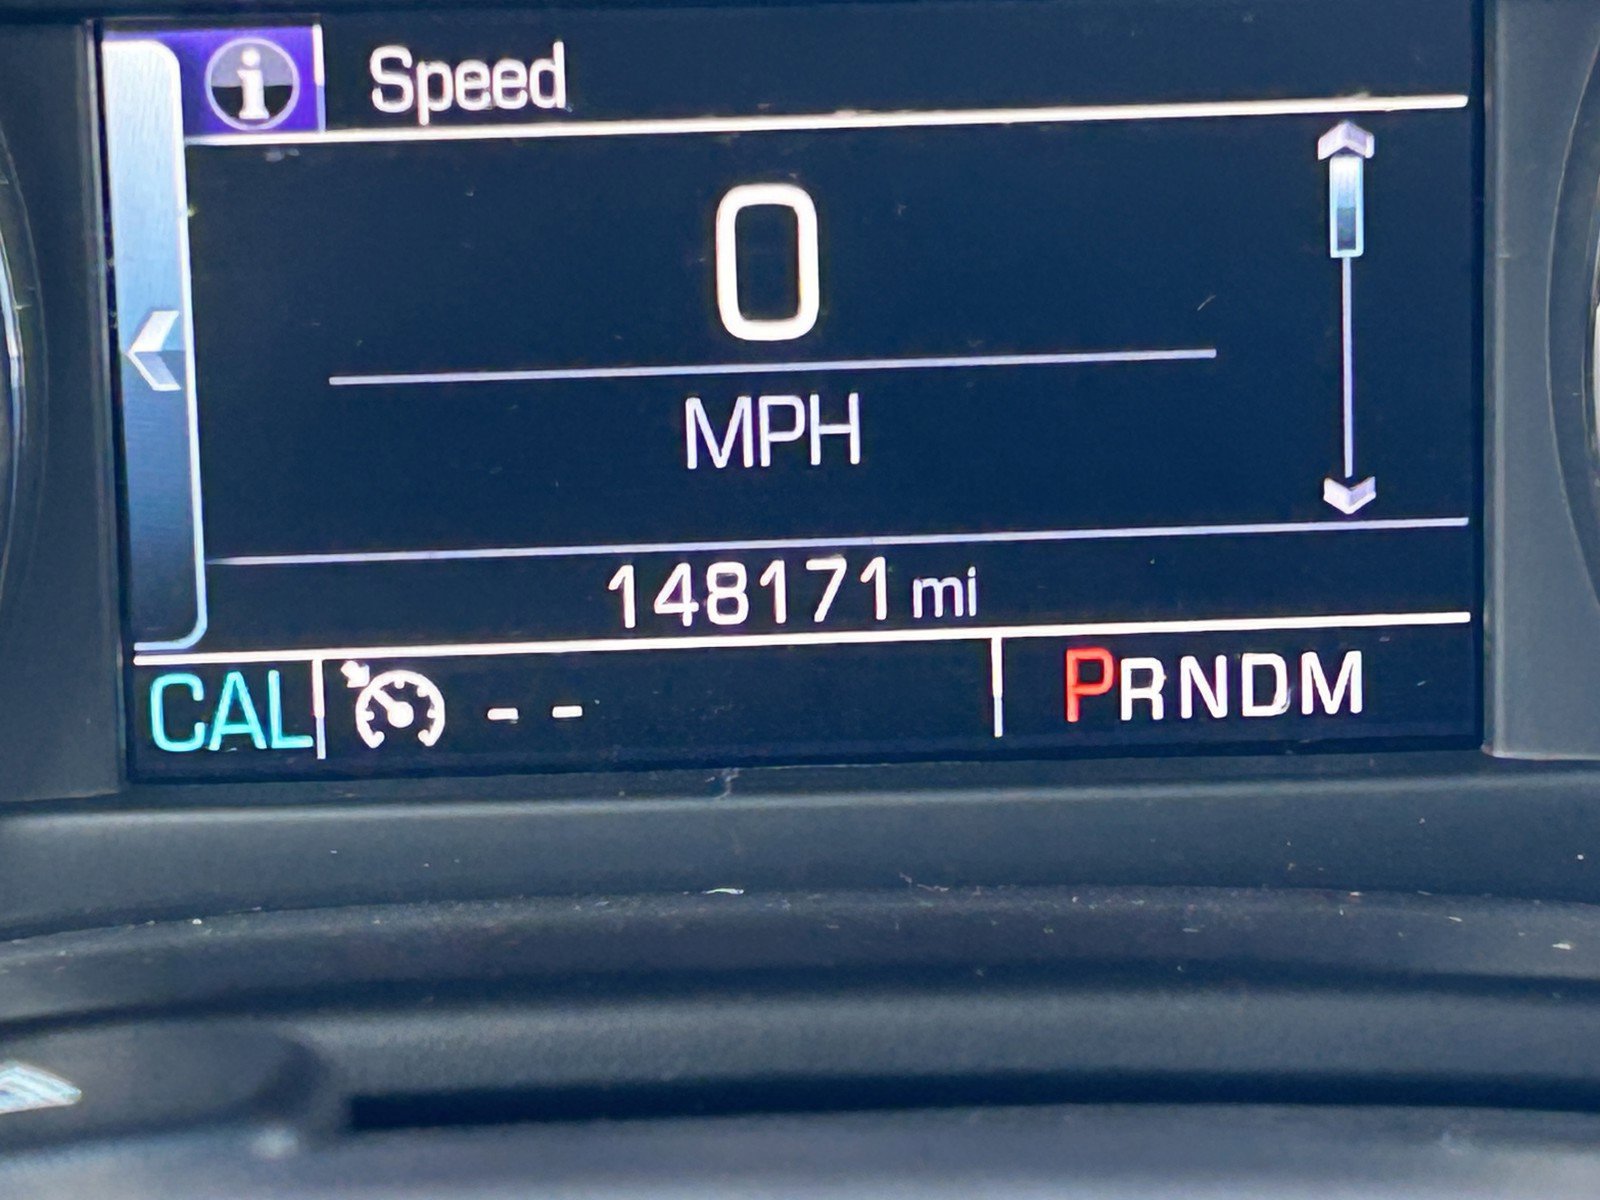 Speed
0
MPH
148171 mi
CAL -- PRNDM